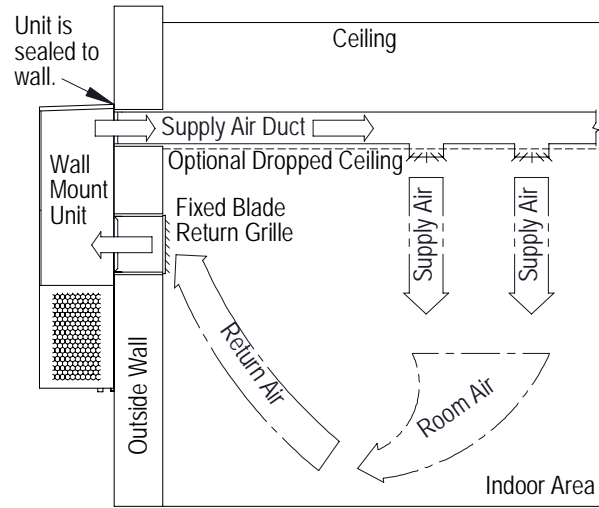 Unit is
sealed to
wall.
Ceiling
Supply Air Duct
Optional Dropped Ceiling
Wall
Mount
Unit
Fixed Blade
Return Grille
Supply Air
Supply Air
Return Air
Room Air
Outside Wall
Indoor Area